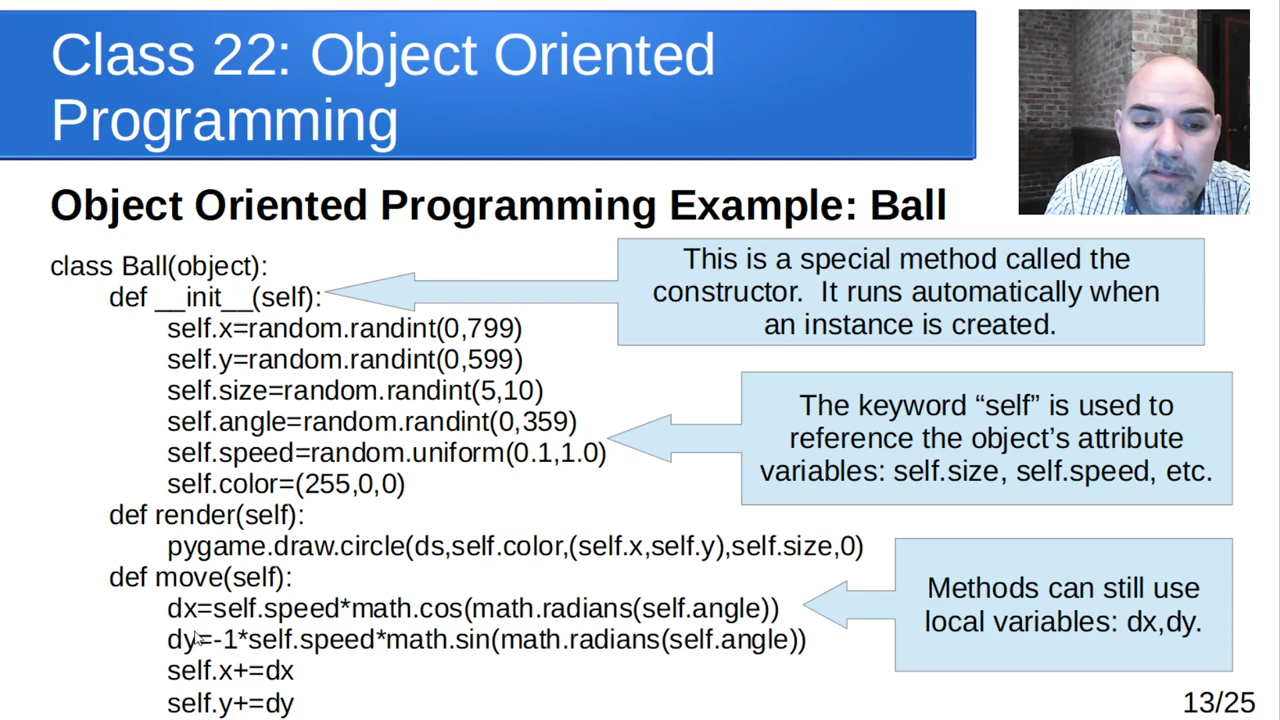 Class 22: Object Oriented
Programming
Object Oriented Programming Example: Ball
class Ball(object):
def __init__(self):
self.x=random.randint(0,799)
self.y=random.randint(0,599)
self.size=random.randint(5,10)
self.angle=random.randint(0,359)
self.speed=random.uniform(0.1,1.0)
self.color=(255,0,0)
def render(self):
pygame.draw.circle(ds,self.color,(self.x,self.y),self.size,0)
def move(self):
dx=self.speed*math.cos(math.radians(self.angle))
dy=-1*self.speed*math.sin(math.radians(self.angle))
self.x+=dx
self.y+=dy
This is a special method called the
constructor.  It runs automatically when
an instance is created.
The keyword “self” is used to
reference the object’s attribute
variables: self.size, self.speed, etc.
Methods can still use
local variables: dx,dy.
13/25